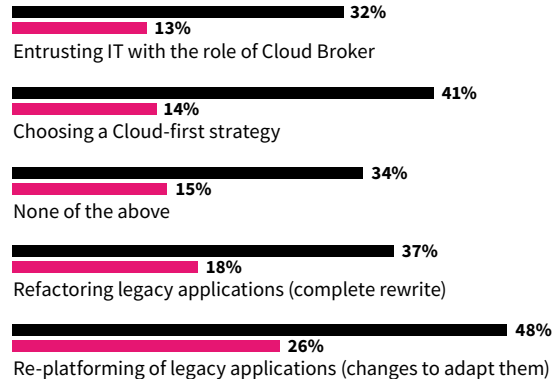 32%
13%
Entrusting IT with the role of Cloud Broker
41%
14%
Choosing a Cloud-first strategy
34%
15%
None of the above
37%
18%
Refactoring legacy applications (complete rewrite)
48%
26%
Re-platforming of legacy applications (changes to adapt them)